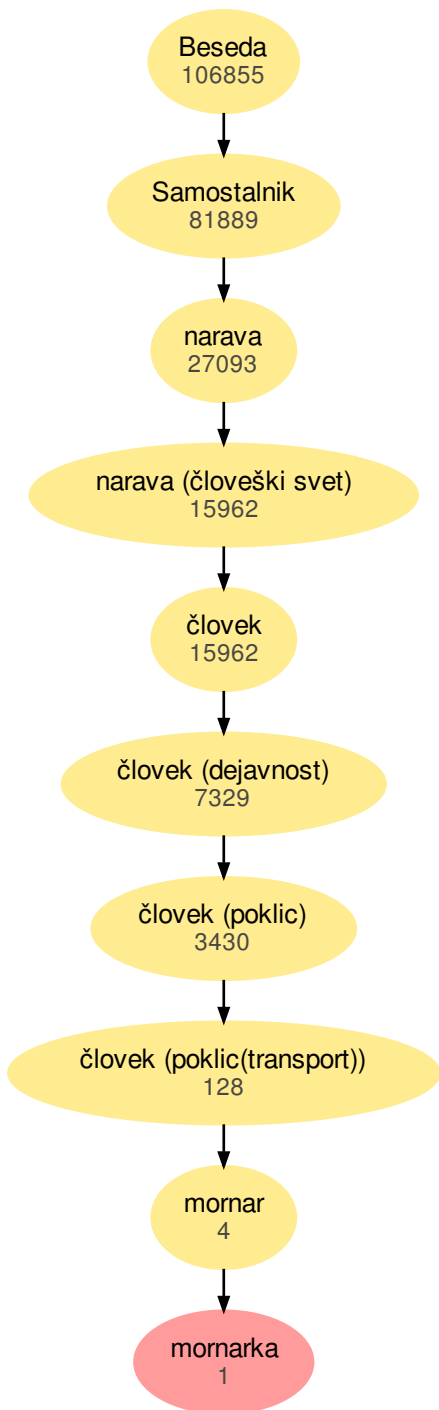 Beseda
106855
Samostalnik
81889
narava
27093
narava (človeški svet)
15962
človek
15962
človek (dejavnost)
7329
človek (poklic)
3430
človek (poklic(transport))
128
mornar
4
mornarka
1